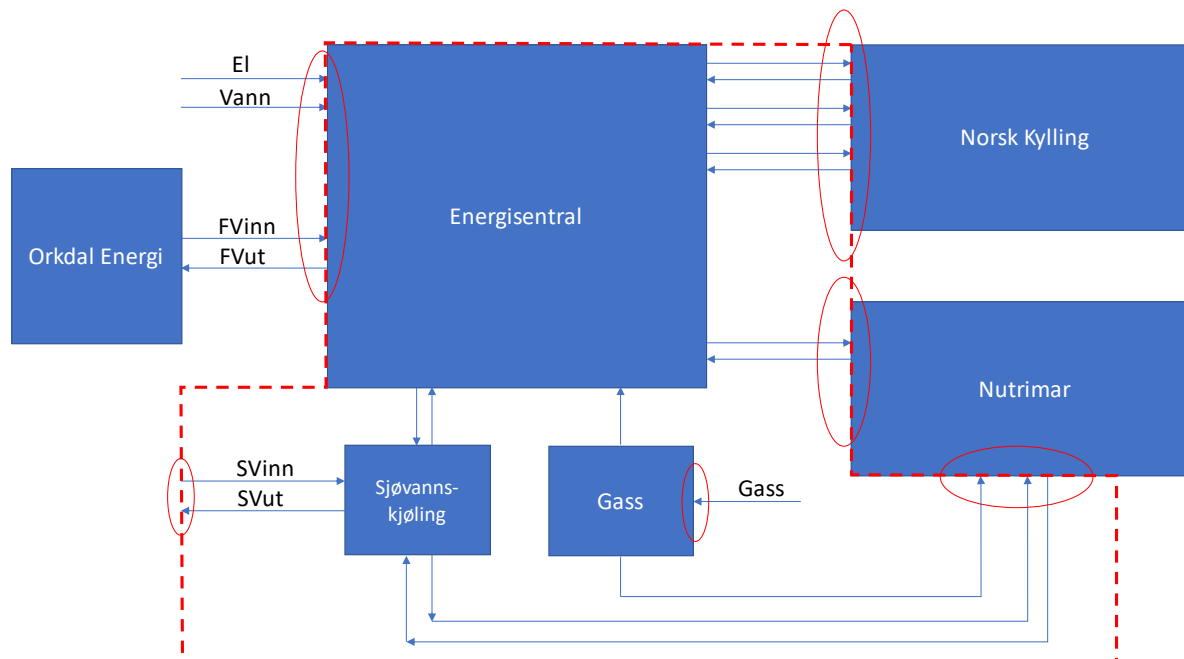 El
Vann
Norsk Kylling
Energisentral
FVinn
Orkdal Energi
FVut
Nutrimar
SVinn
Sjøvanns-
kjøling
SVut
Gass
Gass